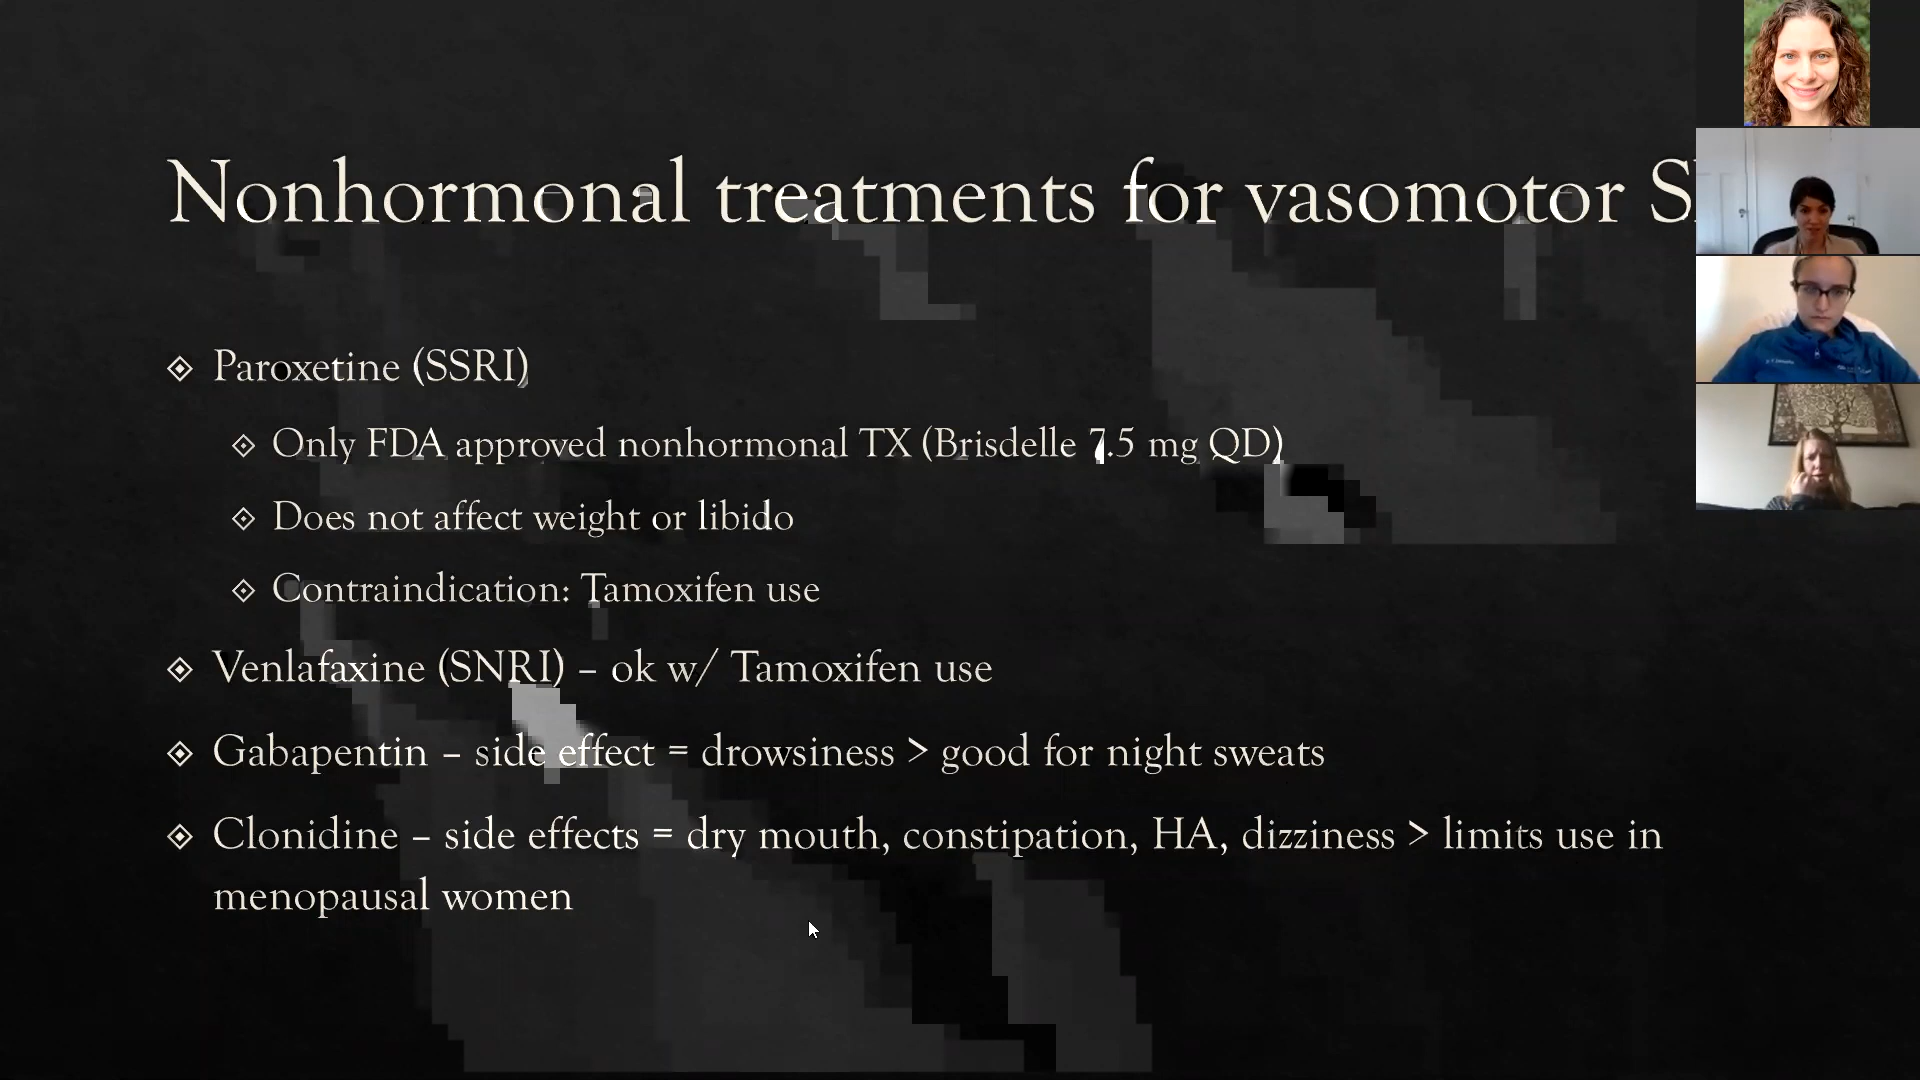 Nonhormonal treatments for vasomotor
Paroxetine (SSRI)
Only FDA approved nonhormonal TX (Brisdelle 7.5 mg QD)
Does not affect weight or libido
Contraindication: Tamoxifen use
Venlafaxine (SNRI) – ok w/ Tamoxifen use
Gabapentin – side effect = drowsiness > good for night sweats
Clonidine – side effects = dry mouth, constipation, HA, dizziness > limits use in
menopausal women